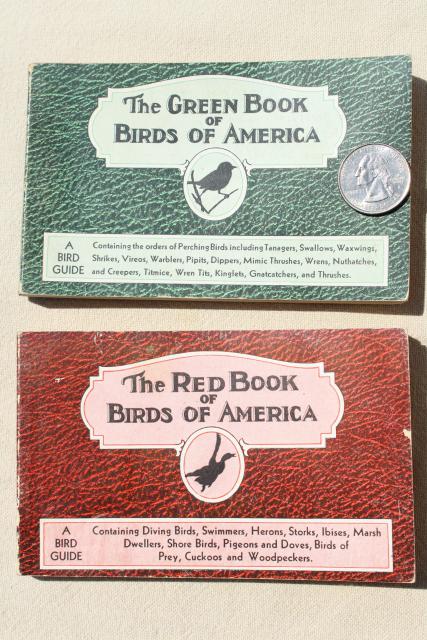 The GREEN BOOK
OF
BIRDS OF AMERICA
A
BIRD
GUIDE
Containing the orders of Perching Birds including Tanagers, Swallows, Waxwings,
Shrikes, Vireos, Warblers, Pipits, Dippers, Mimic Thrushes, Wrens, Nuthatches,
and Creepers, Titmice, Wren Tits, Kinglets, Gnatcatchers, and Thrushes.
The RED BOOK
OF
BIRDS OF AMERICA
A
BIRD
GUIDE
Containing Diving Birds, Swimmers, Herons, Storks, Ibises, Marsh
Dwellers, Shore Birds, Pigeons and Doves, Birds of
Prey, Cuckoos and Woodpeckers.